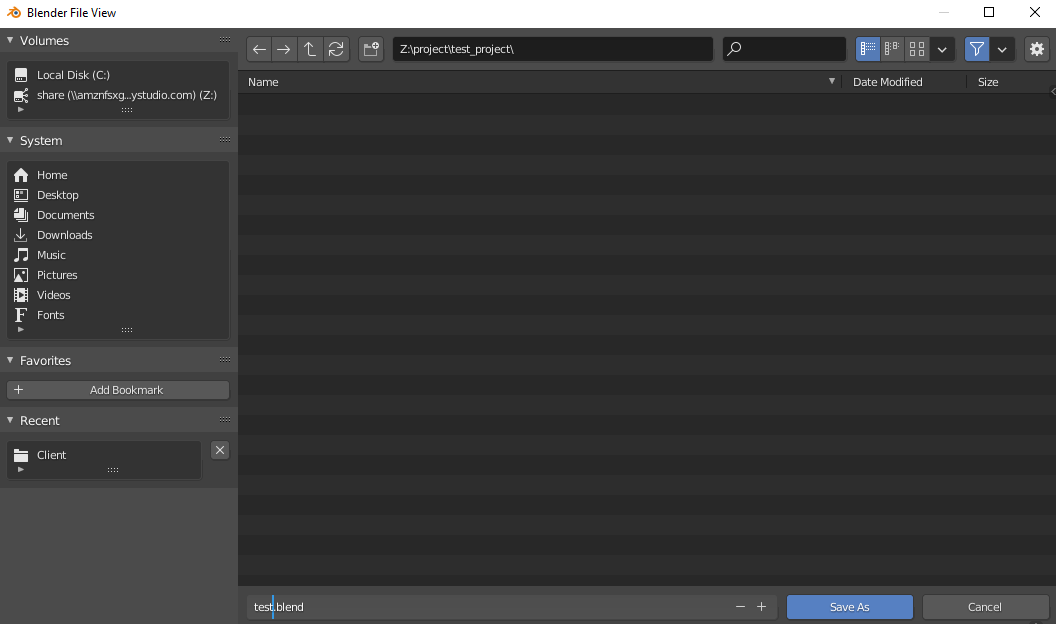 Blender File View
Volumes
Local Disk (C:)
share (\\amznfsxg...ystudio.com) (Z:)
System
Home
Desktop
Documents
Downloads
Music
Pictures
Videos
Fonts
Favorites
Add Bookmark
Recent
Client
Z:\project\test_project\
Name
Date Modified
Size
test.blend
Save As
Cancel